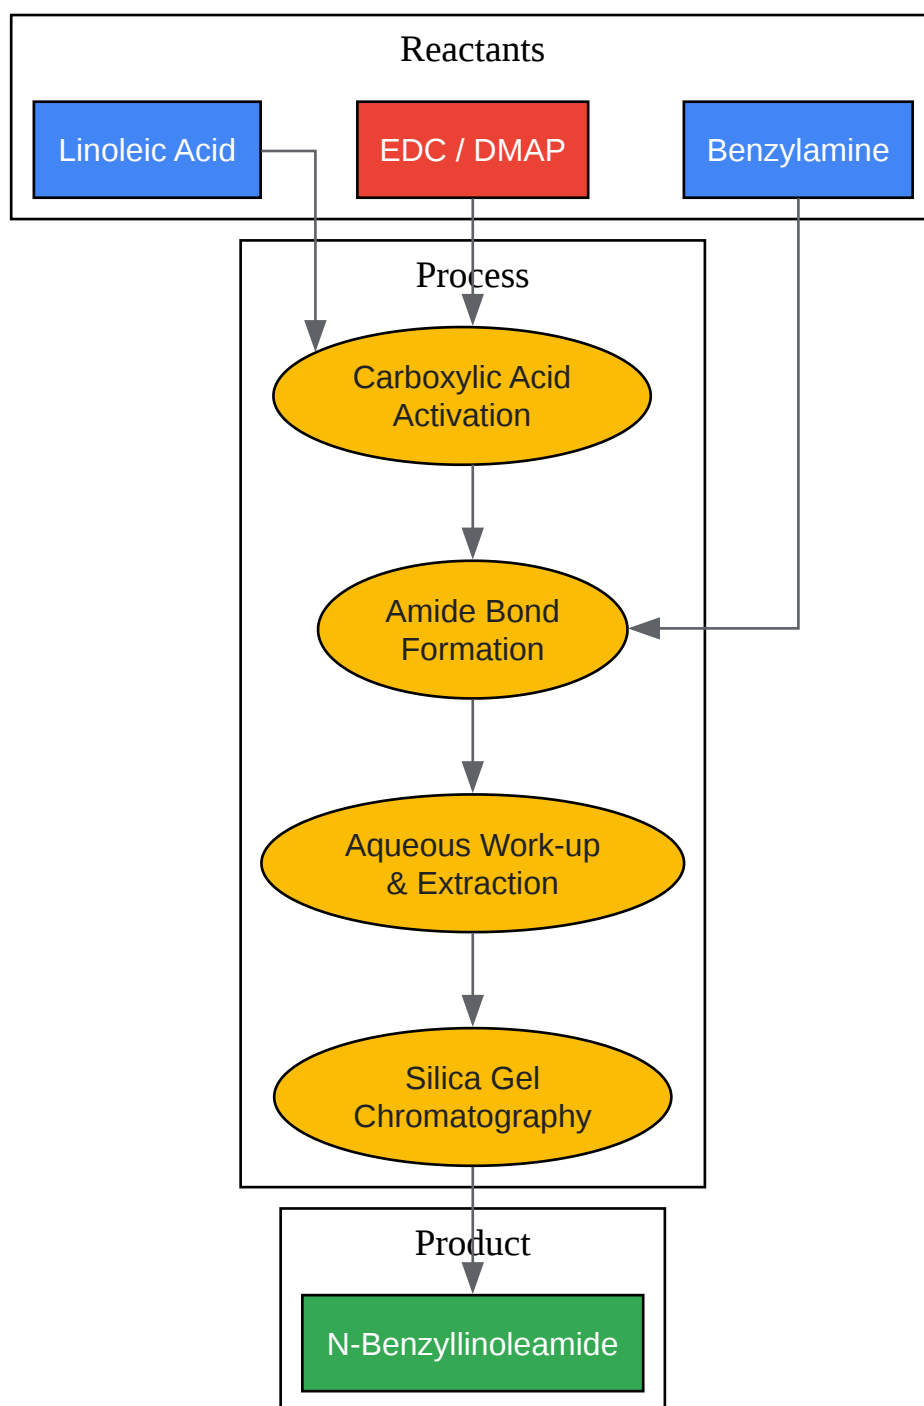 Reactants
Linoleic Acid
EDC / DMAP
Benzylamine
Process
Carboxylic Acid
Activation
Amide Bond
Formation
Aqueous Work-up
& Extraction
Silica Gel
Chromatography
Product
N-Benzyllinoleamide